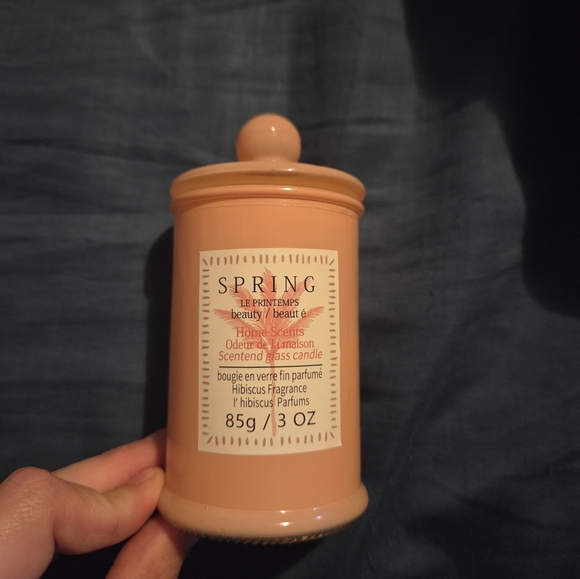 SPRING
LE PRINTEMPS
beauty / beaut é
Home Scents
Odeur de la maison
Scentend glass candle
bougie en verre fin parfumé
Hibiscus Fragrance
l' hibiscus Parfums
85g / 3 OZ